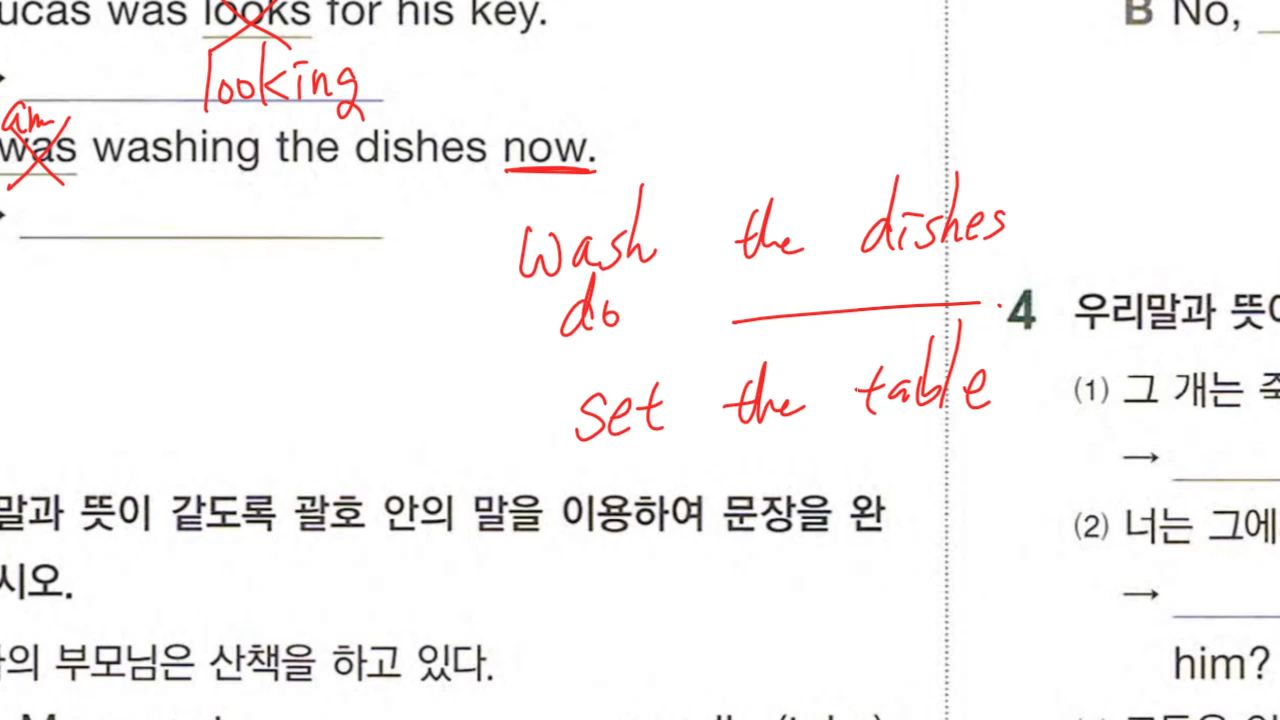 ucas was looks for his key.
looking
am
was washing the dishes now.
wash the dishes
do
set the table
말과 뜻이 같도록 괄호 안의 말을 이용하여 문장을 완
시오.
의 부모님은 산책을 하고 있다.
B No,
4 우리말과 뜻이
(1) 그 개는
→
(2) 너는 그에
→
him?